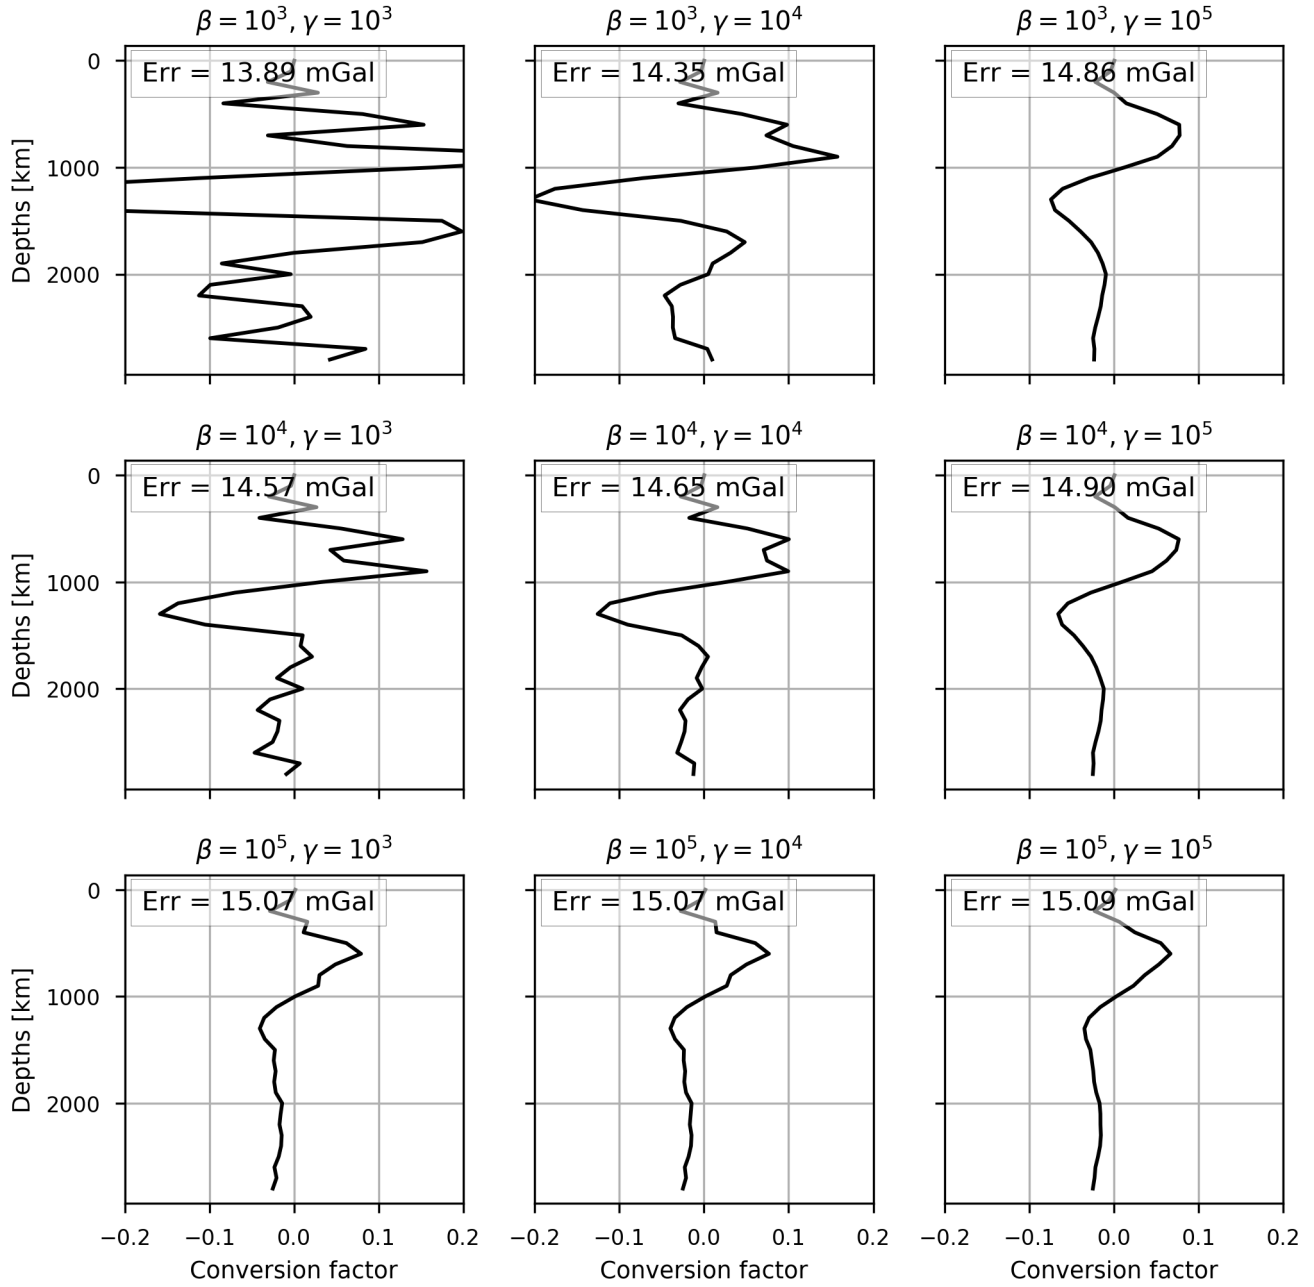 β = 10³, γ = 10³
β = 10³, γ = 10⁴
β = 10³, γ = 10⁵
Err = 13.89 mGal
Err = 14.35 mGal
Err = 14.86 mGal
0
1000
2000
Depths [km]
β = 10⁴, γ = 10³
β = 10⁴, γ = 10⁴
β = 10⁴, γ = 10⁵
Err = 14.57 mGal
Err = 14.65 mGal
Err = 14.90 mGal
0
1000
2000
Depths [km]
β = 10⁵, γ = 10³
β = 10⁵, γ = 10⁴
β = 10⁵, γ = 10⁵
Err = 15.07 mGal
Err = 15.07 mGal
Err = 15.09 mGal
0
1000
2000
Depths [km]
−0.2 −0.1 0.0 0.1 0.2
−0.2 −0.1 0.0 0.1 0.2
−0.2 −0.1 0.0 0.1 0.2
Conversion factor
Conversion factor
Conversion factor